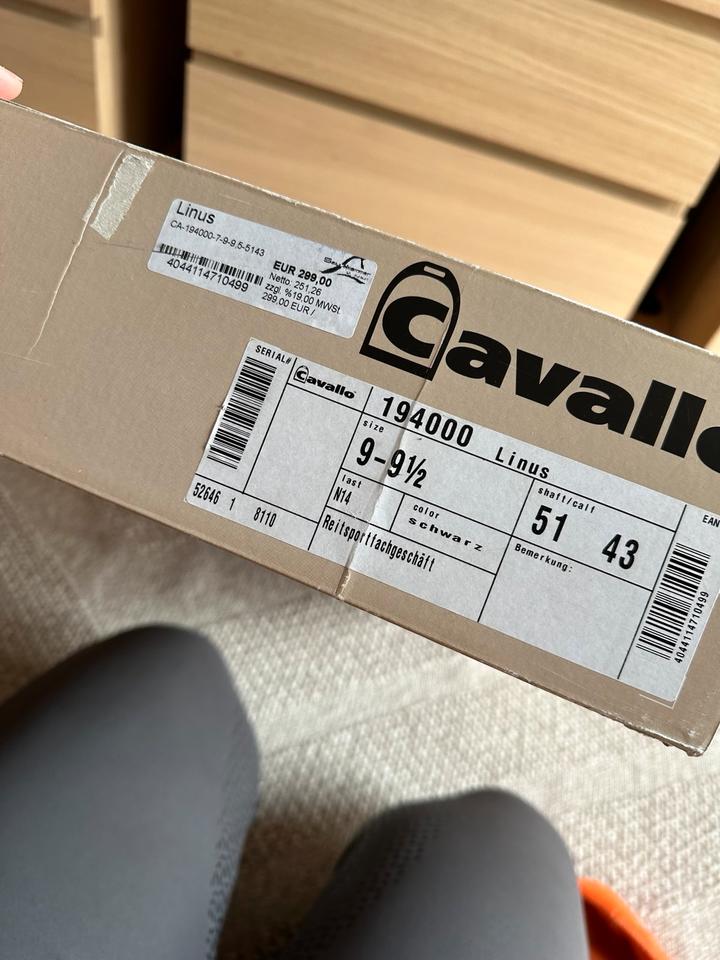 Linus
CA-194000-7-9-9,5-5143
4044114710499
EUR 299,00
Netto: 251,26
zzgl. %19.00 MWSt
299.00 EUR /
Cavallo
SERIAL#
52646 1 8110
Cavallo
194000 Linus
size
9-9½
shaft/calf
51 43
last
N14
color
schwarz
Reitsportfachgeschäft
Bemerkung:
EAN
4044114710499